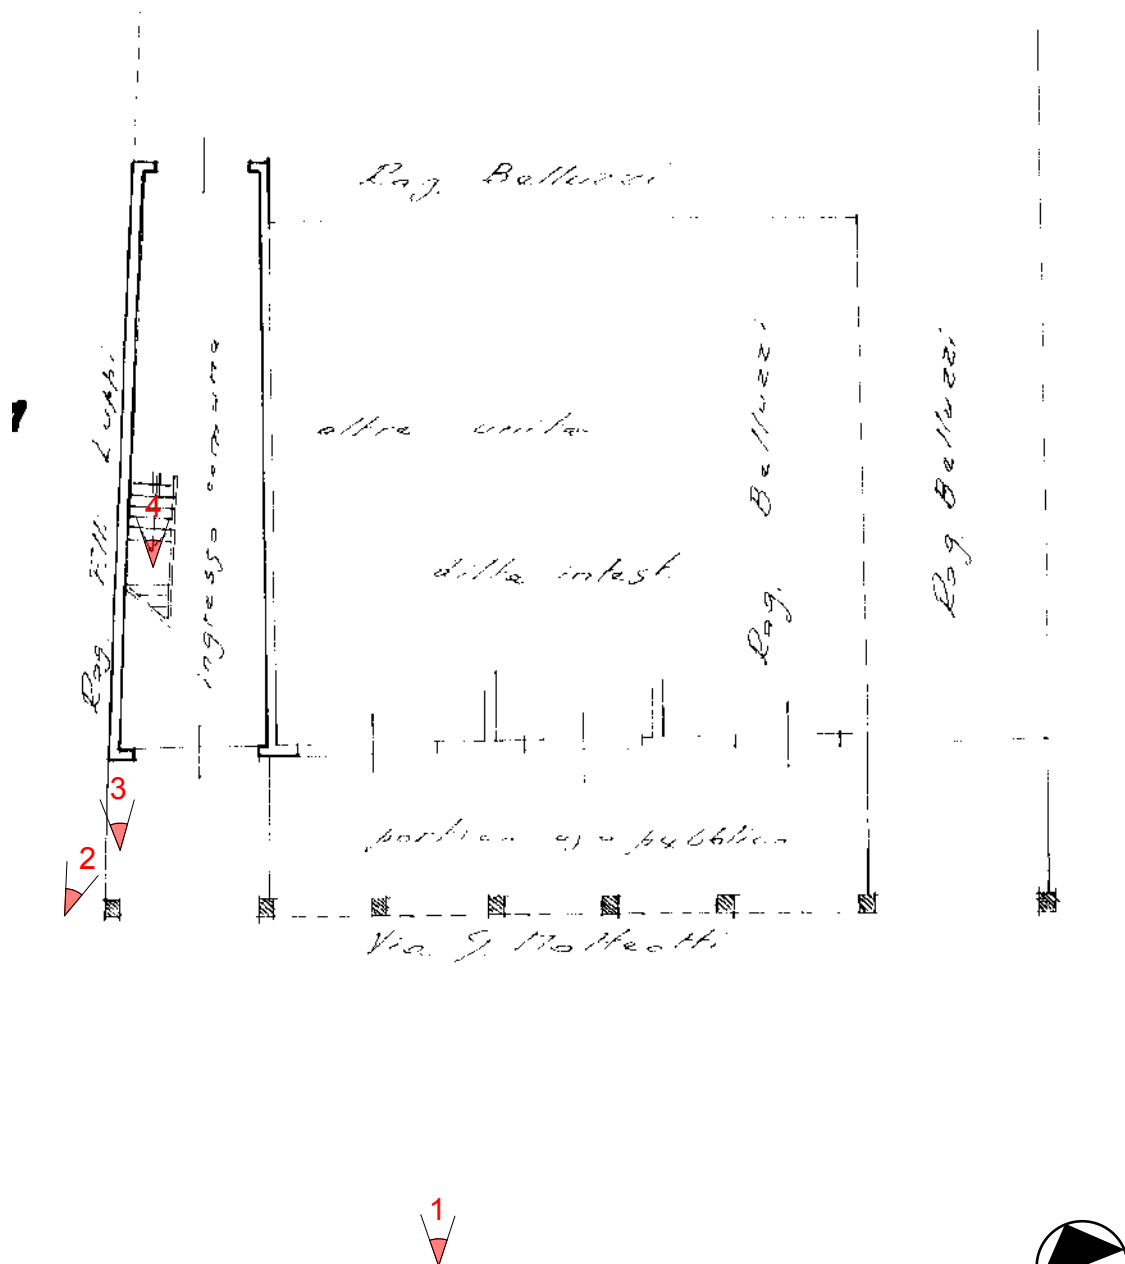 Rag. Belluzzi
Rag. F.lli Luppi
ingresso comune
altre unita
ditta intest.
Rag. Belluzzi
Rag Belluzzi
4
3
2
portico uso pubblico
Via G. Matteotti
1